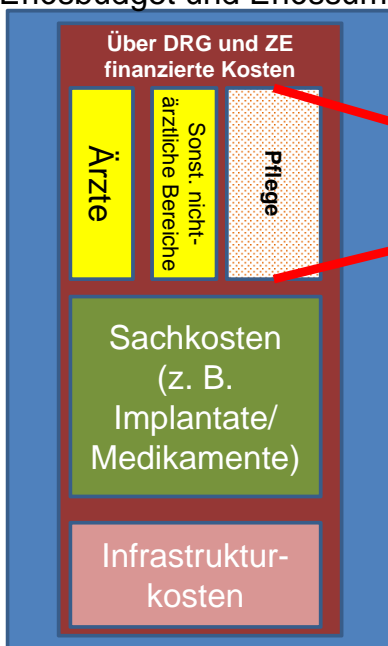 Erlösbudget und Erlössum
Über DRG und ZE
finanzierte Kosten
Ärzte
Sonst. nicht-
ärztliche Bereiche
Pflege
Sachkosten
(z. B.
Implantate/
Medikamente)
Infrastruktur-
kosten